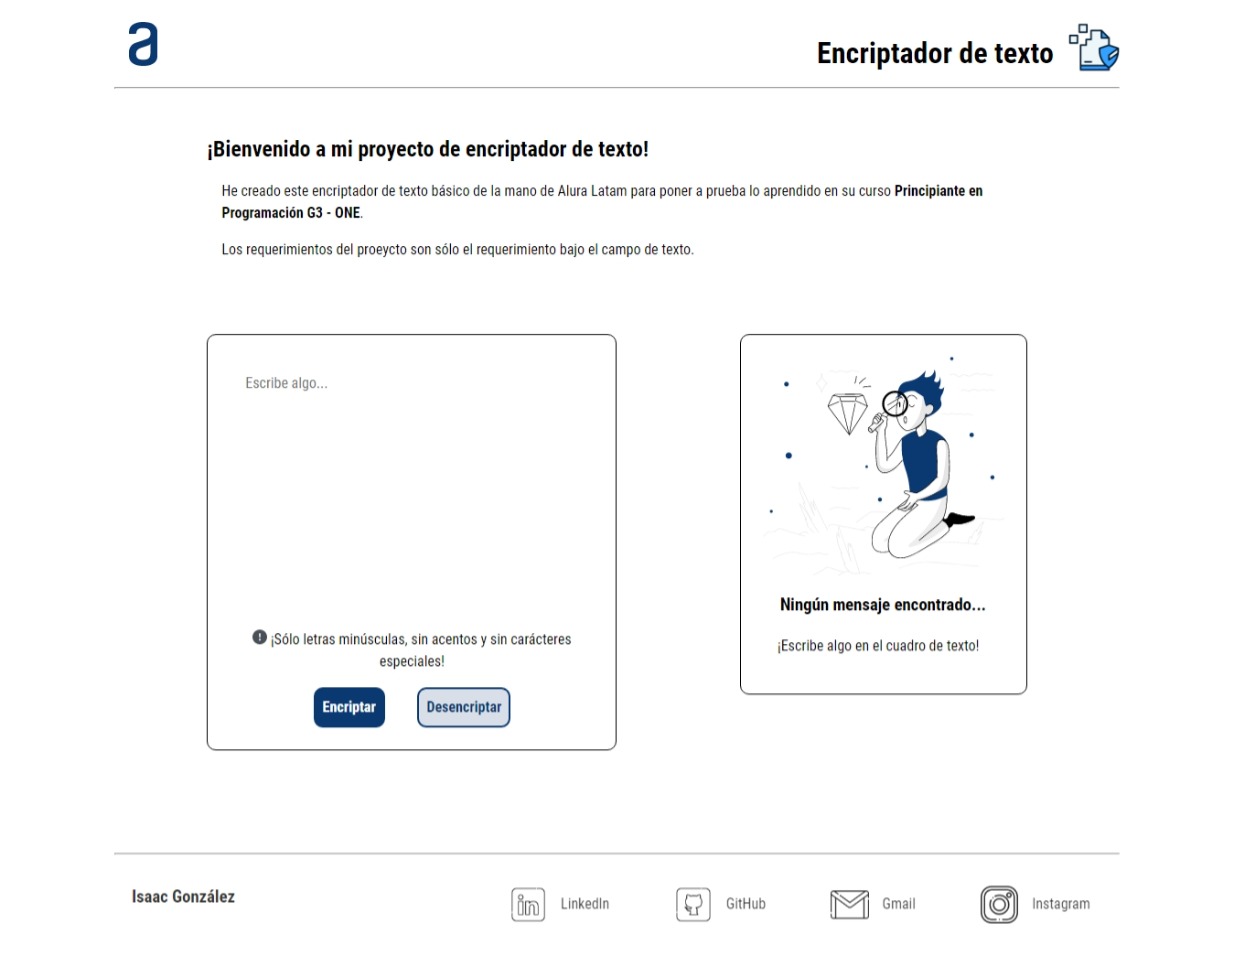 a
Encriptador de texto
¡Bienvenido a mi proyecto de encriptador de texto!
He creado este encriptador de texto básico de la mano de Alura Latam para poner a prueba lo aprendido en su curso Principiante en
Programación G3 - ONE.
Los requerimientos del proeycto son sólo el requerimiento bajo el campo de texto.
Escribe algo...
¡Sólo letras minúsculas, sin acentos y sin carácteres
especiales!
Encriptar
Desencriptar
Ningún mensaje encontrado...
¡Escribe algo en el cuadro de texto!
Isaac González
in
LinkedIn
GitHub
Gmail
Instagram